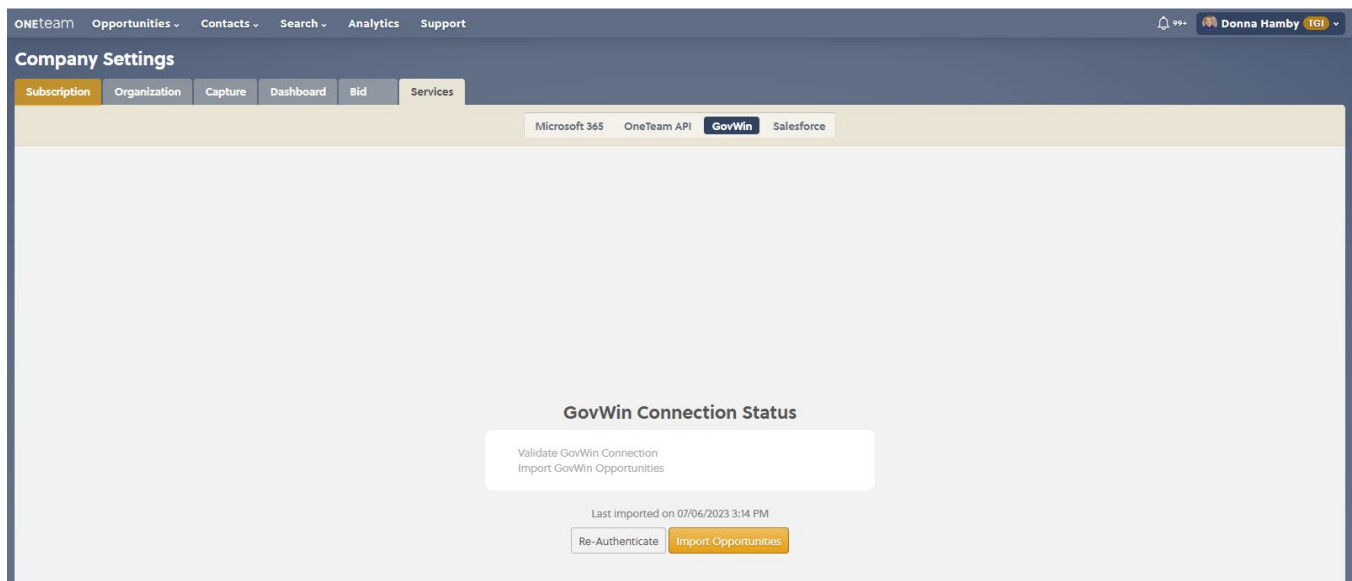 ONEteam Opportunities Contacts Search Analytics Support 99+ Donna Hamby TGI
Company Settings
Subscription Organization Capture Dashboard Bid Services
Microsoft 365 OneTeam API GovWin Salesforce
GovWin Connection Status
Validate GovWin Connection
Import GovWin Opportunities
Last imported on 07/06/2023 3:14 PM
Re-Authenticate Import Opportunities